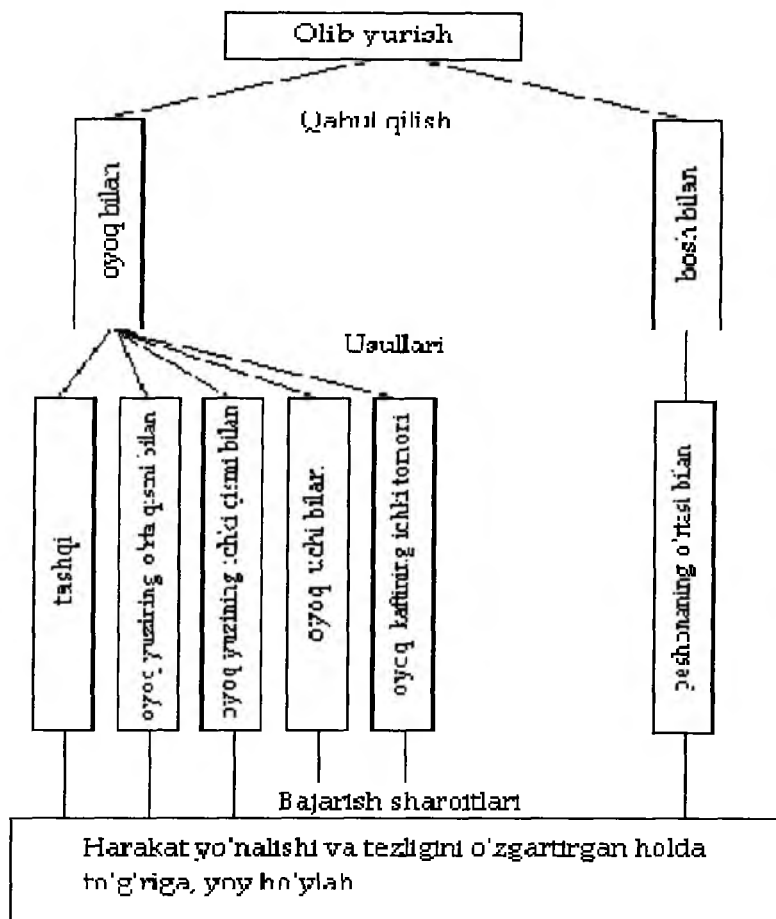 Olib yurish
Qabul qilish
oyoq bilan
bosh bilan
Usullari
tashqi
oyoq yuzining o'rta qismi bilan
oyoq yuzining ichki qismi bilan
oyoq uchi bilan
oyoq kaftining ichki tomoni
peshonaning o'rtasi bilan
Bajarish sharoitlari
Harakat yo'nalishi va tezligini o'zgartirgan holda
to'g'riga, yoy bo'ylab